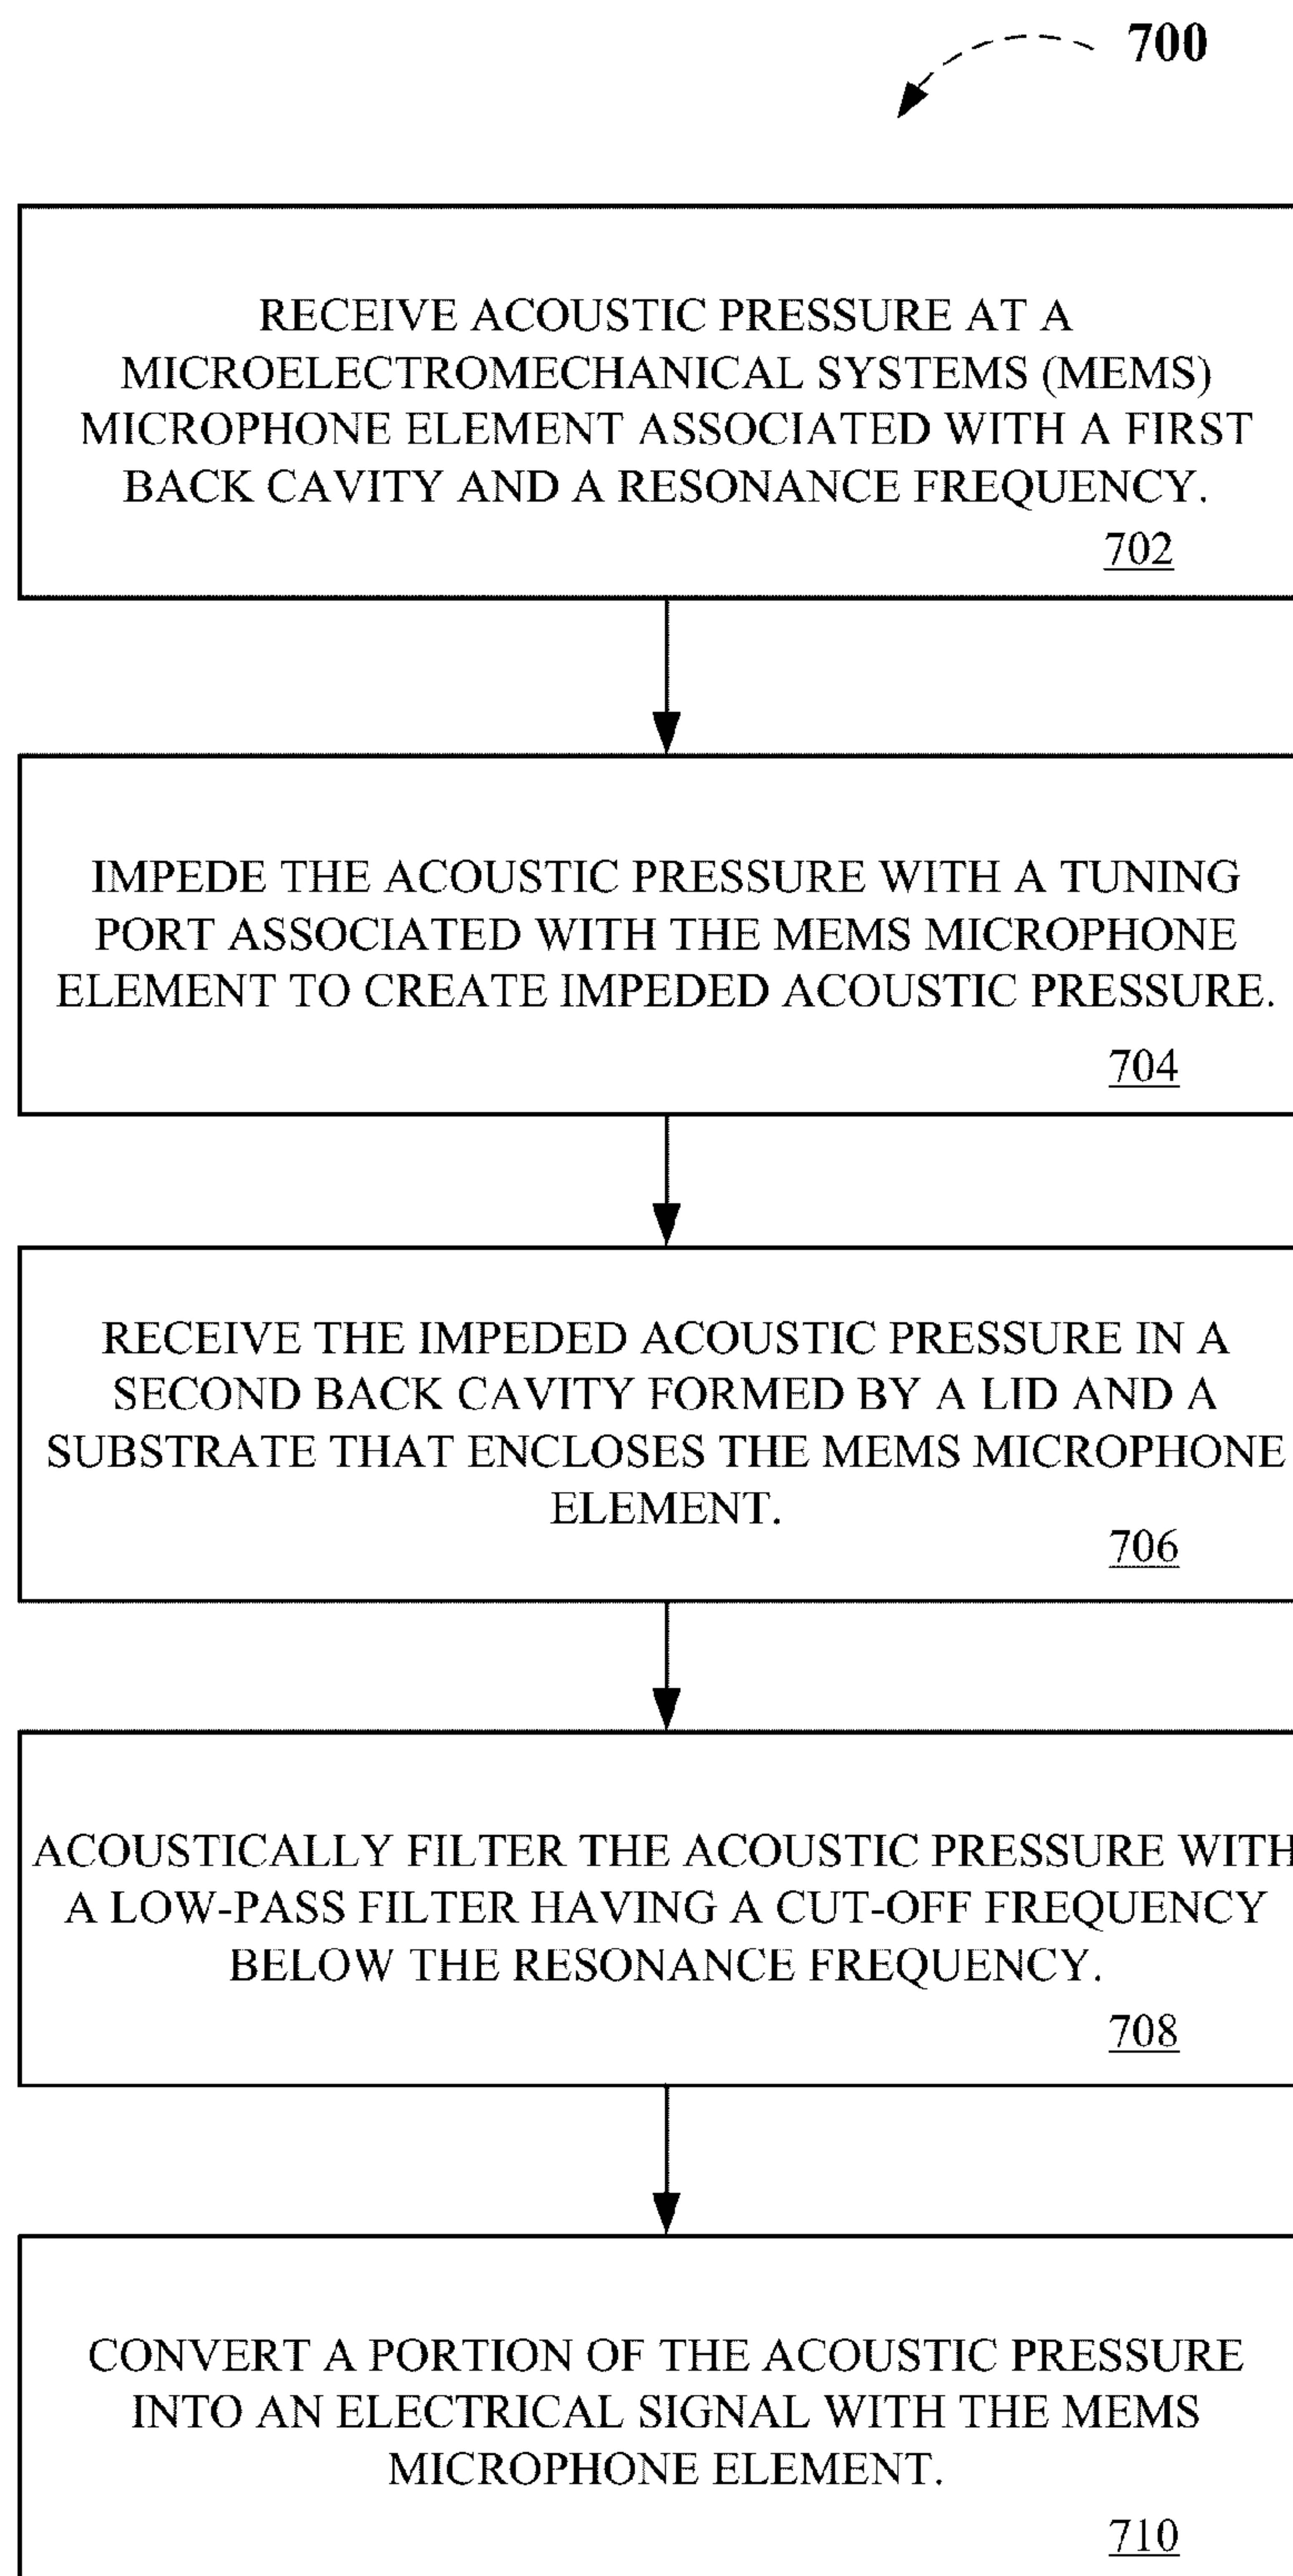 700
RECEIVE ACOUSTIC PRESSURE AT A
MICROELECTROMECHANICAL SYSTEMS (MEMS)
MICROPHONE ELEMENT ASSOCIATED WITH A FIRST
BACK CAVITY AND A RESONANCE FREQUENCY.
702
IMPEDE THE ACOUSTIC PRESSURE WITH A TUNING
PORT ASSOCIATED WITH THE MEMS MICROPHONE
ELEMENT TO CREATE IMPEDED ACOUSTIC PRESSURE.
704
RECEIVE THE IMPEDED ACOUSTIC PRESSURE IN A
SECOND BACK CAVITY FORMED BY A LID AND A
SUBSTRATE THAT ENCLOSES THE MEMS MICROPHONE
ELEMENT.
706
ACOUSTICALLY FILTER THE ACOUSTIC PRESSURE WITH
A LOW-PASS FILTER HAVING A CUT-OFF FREQUENCY
BELOW THE RESONANCE FREQUENCY.
708
CONVERT A PORTION OF THE ACOUSTIC PRESSURE
INTO AN ELECTRICAL SIGNAL WITH THE MEMS
MICROPHONE ELEMENT.
710